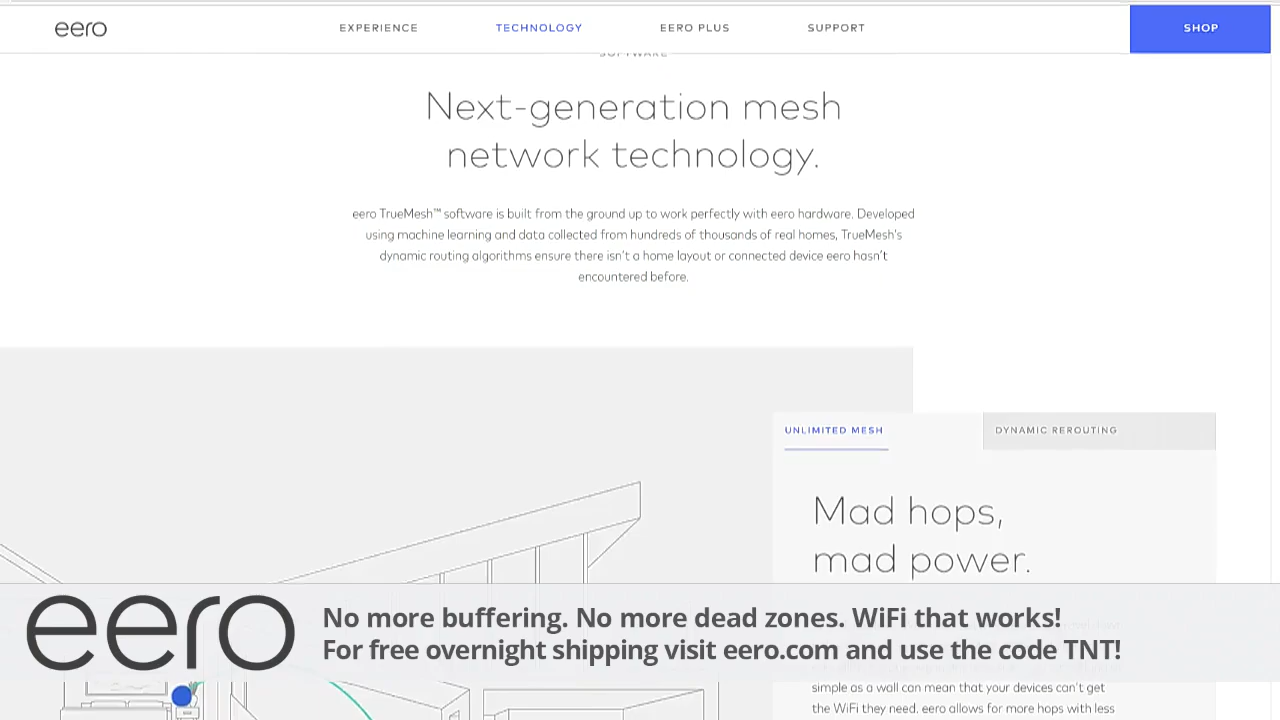 eero
EXPERIENCE
TECHNOLOGY
EERO PLUS
SUPPORT
SHOP
SOFTWARE
Next-generation mesh
network technology.
eero TrueMesh™ software is built from the ground up to work perfectly with eero hardware. Developed
using machine learning and data collected from hundreds of thousands of real homes, TrueMesh's
dynamic routing algorithms ensure there isn't a home layout or connected device eero hasn't
encountered before.
UNLIMITED MESH
DYNAMIC REROUTING
Mad hops,
mad power.
eero
No more buffering. No more dead zones. WiFi that works!
For free overnight shipping visit eero.com and use the code TNT!
simple as a wall can mean that your devices can't get
the WiFi they need. eero allows for more hops with less